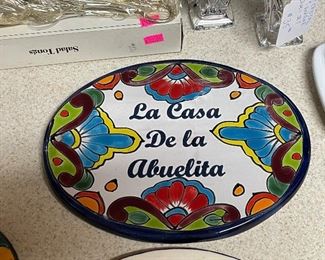 Salad Tongs
La Casa
De la
Abuelita